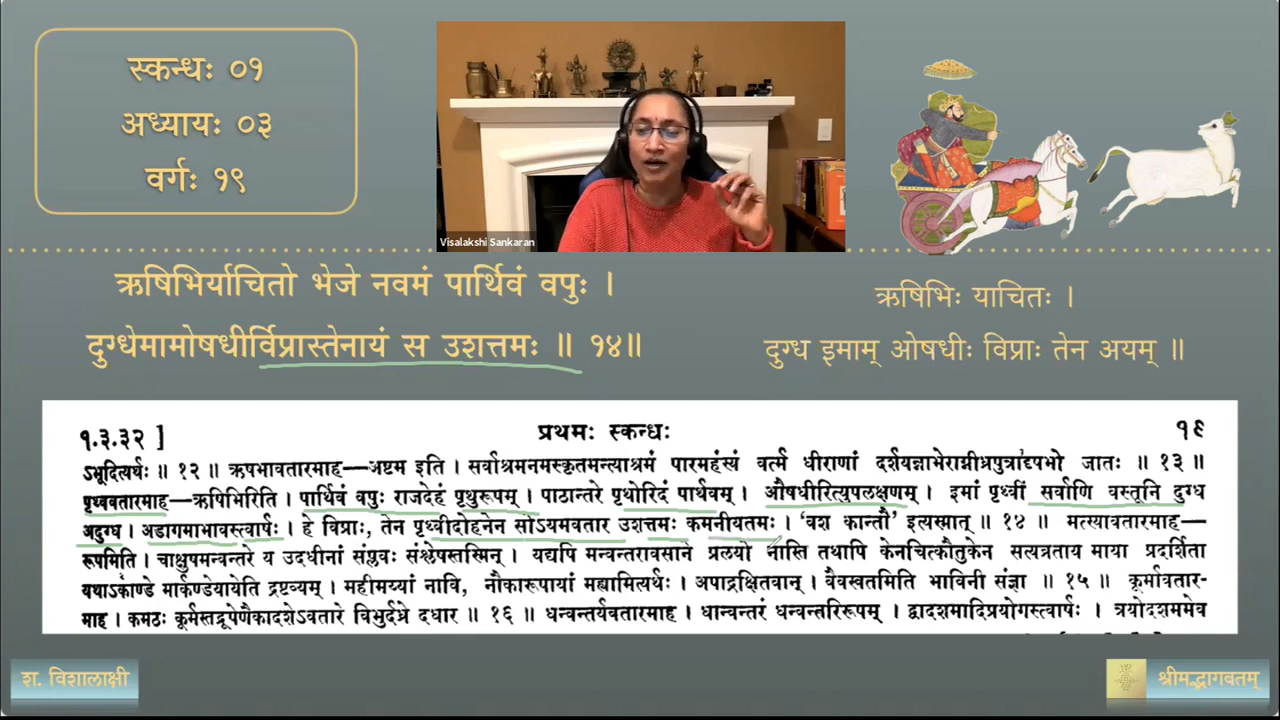 स्कन्धः ०१
अध्यायः ०३
वर्गः १९
Visalakshi Sankaran
ऋषिभिर्याचितो भेजे नवमं पार्थिवं वपुः ।
दुग्धेमामोषधीर्विप्रास्तेनायं स उशत्तमः ॥ १४॥
ऋषिभिः याचितः ।
दुग्ध इमाम् ओषधीः विप्राः तेन अयम् ॥
१.३.३२ ] प्रथमः स्कन्धः १९
ऽभूदित्यर्थः ॥ १२ ॥ ऋषभावतारमाह—अष्टम इति । सर्वाश्रमनमस्कृतमन्त्याश्रमं पारमहंस्यं वर्त्म धीराणां दर्शयन्नाभेराग्नीध्रपुत्रादृषभो जातः ॥ १३ ॥
पृथ्ववतारमाह—ऋषिभिरिति । पार्थिवं वपुः राजदेहं पृथुरूपम् । पाठान्तरे पृथोरिदं पार्थवम् । औषधीरित्युपलक्षणम् । इमां पृथ्वीं सर्वाणि वस्तूनि दुग्ध
अदुग्ध । अडागमाभावस्त्वार्षः । हे विप्राः, तेन पृथ्वीदोहनेन सोऽयमवतार उशत्तमः कमनीयतमः । ‘वश कान्तौ’ इत्यस्मात् ॥ १४ ॥ मत्स्यावतारमाह—
रूपमिति । चाक्षुषमन्वन्तरे य उदधीनां संप्लवः संश्लेषस्तस्मिन् । यद्यपि मन्वन्तरावसाने प्रलयो नास्ति तथापि केनचित्कौतुकेन सत्यव्रताय माया प्रदर्शिता
यथाऽकाण्डे मार्कण्डेयायेति द्रष्टव्यम् । महीमय्यां नावि, नौकारूपायां मह्यामित्यर्थः । अपाद्रक्षितवान् । वैवस्वतमिति भाविनी संज्ञा ॥ १५ ॥ कूर्मावतार-
माह । कमठः कूर्मस्तद्रूपेणैकादशेऽवतारे विभुर्दध्रे दधार ॥ १६ ॥ धन्वन्तर्यवतारमाह । धान्वन्तरं धन्वन्तरिरूपम् । द्वादशमादिप्रयोगस्त्वार्षः । त्रयोदशममेव
श. विशालाक्षी
श्रीमद्भागवतम्